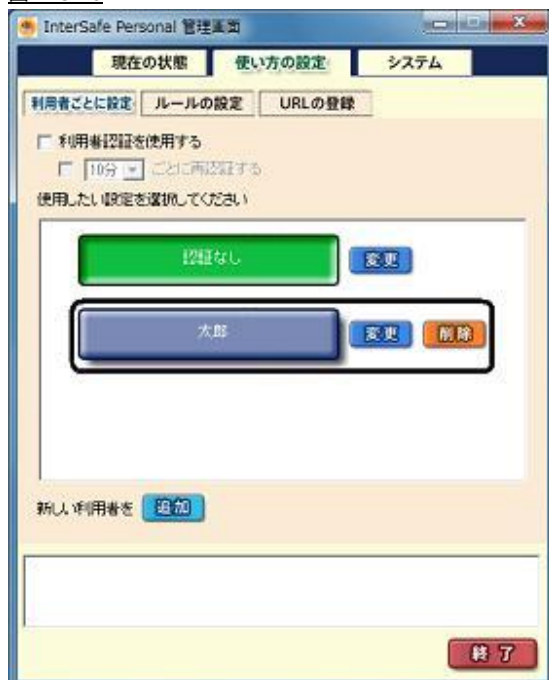 InterSafe Personal 管理画面
現在の状態 使い方の設定 システム
利用者ごとに設定 ルールの設定 URLの登録
利用者認証を使用する
10分 ごとに再認証する
使用したい設定を選択してください
認証なし 変更
太郎 変更 削除
新しい利用者を 追加
終了